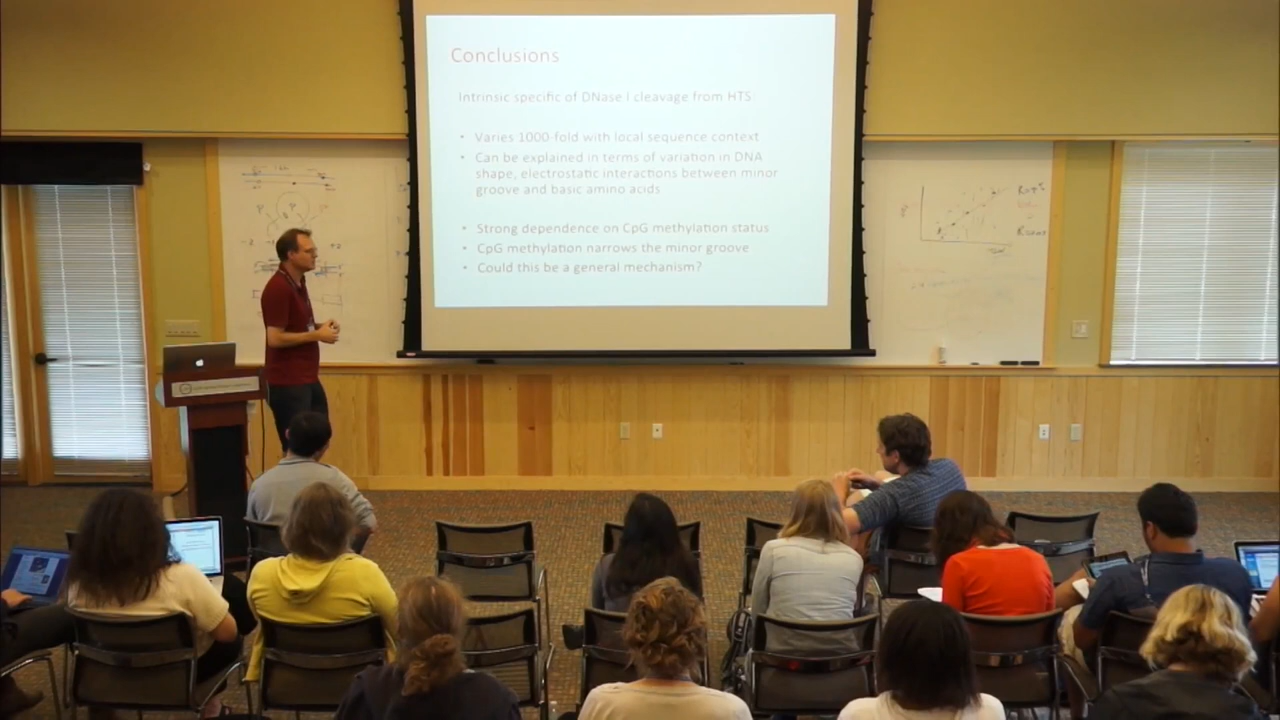 Conclusions
Intrinsic specific of DNase I cleavage from HTS
• Varies 1000-fold with local sequence context
• Can be explained in terms of variation in DNA
shape, electrostatic interactions between minor
groove and basic amino acids
• Strong dependence on CpG methylation status
• CpG methylation narrows the minor groove
• Could this be a general mechanism?